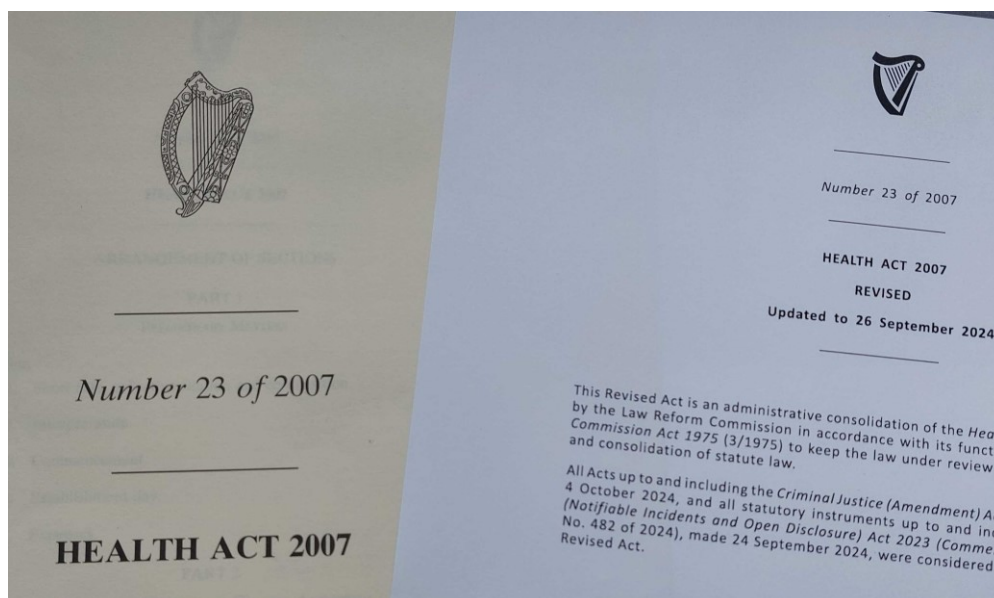 Number 23 of 2007
HEALTH ACT 2007
Number 23 of 2007
HEALTH ACT 2007
REVISED
Updated to 26 September 2024
This Revised Act is an administrative consolidation of the
by the Law Reform Commission in accordance with its
Commission Act 1975 (3/1975) to keep the law under review
and consolidation of statute law.
All Acts up to and including the Criminal Justice (Amendment)
4 October 2024, and all statutory instruments up to and
(Notifiable Incidents and Open Disclosure) Act 2023
No. 482 of 2024), made 24 September 2024, were considered
Revised Act.